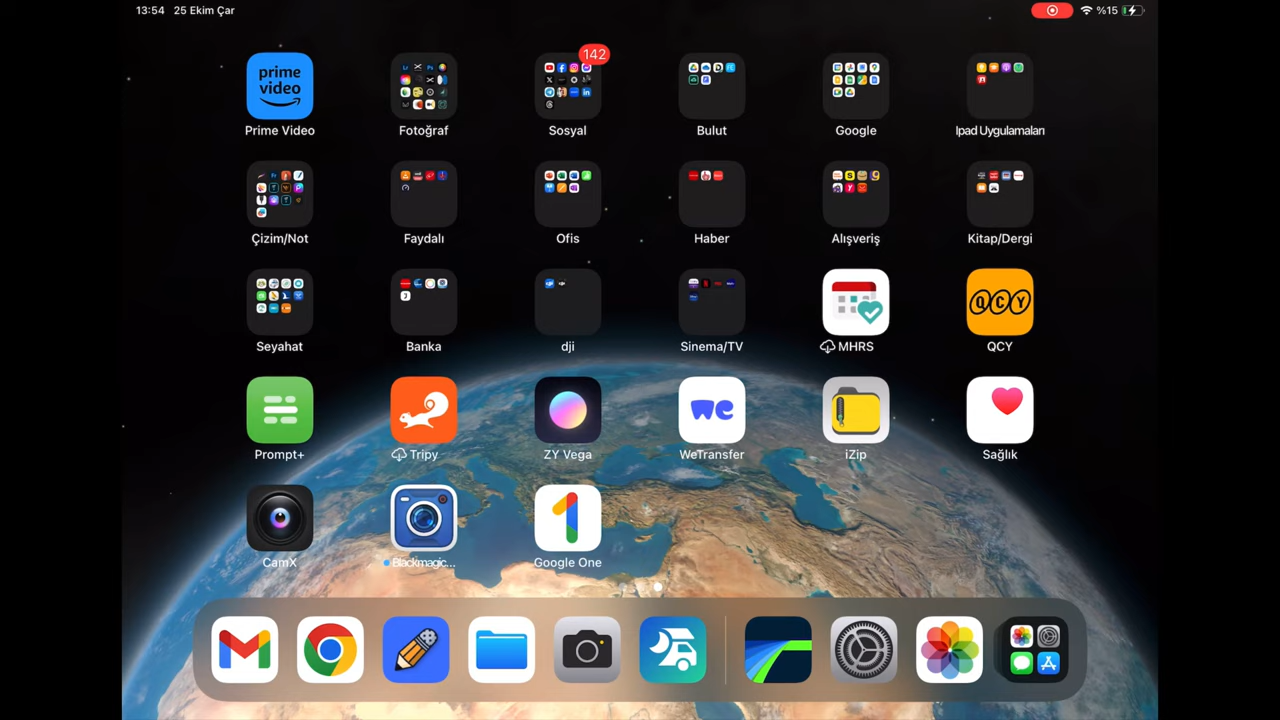 13:54 25 Ekim Çar
%15
142
prime video
Prime Video
Fotoğraf
Sosyal
Bulut
Google
Ipad Uygulamaları
Çizim/Not
Faydalı
Ofis
Haber
Alışveriş
Kitap/Dergi
Seyahat
Banka
dji
Sinema/TV
MHRS
QCY
QCY
Prompt+
Tripy
ZY Vega
we
WeTransfer
iZip
Sağlık
CamX
Blackmagic...
Google One